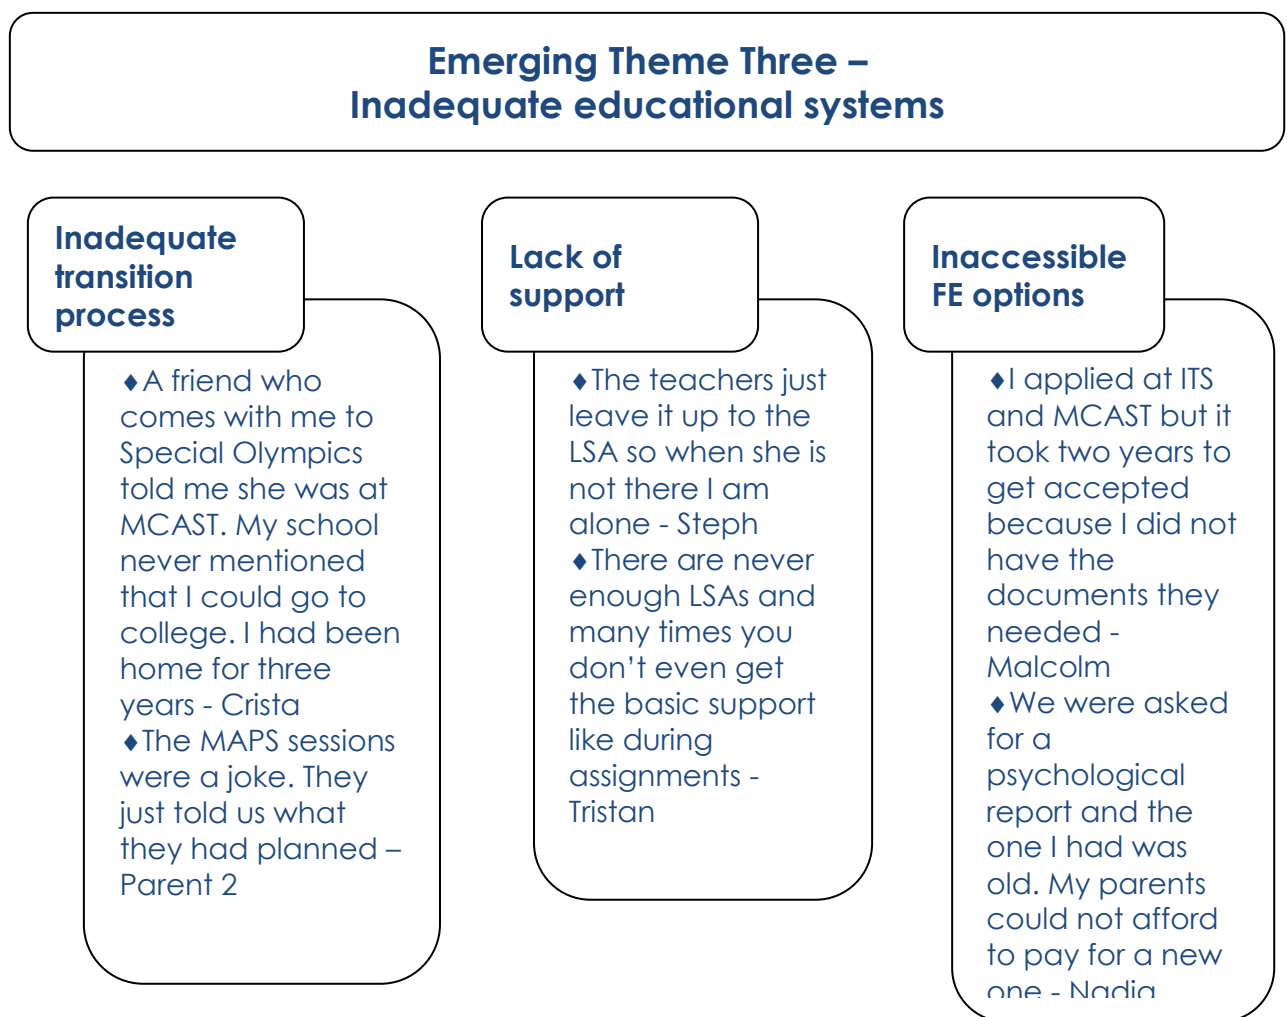 Emerging Theme Three –
Inadequate educational systems
Inadequate
transition
process
♦A friend who
comes with me to
Special Olympics
told me she was at
MCAST. My school
never mentioned
that I could go to
college. I had been
home for three
years - Crista
♦The MAPS sessions
were a joke. They
just told us what
they had planned –
Parent 2
Lack of
support
♦The teachers just
leave it up to the
LSA so when she is
not there I am
alone - Steph
♦There are never
enough LSAs and
many times you
don’t even get
the basic support
like during
assignments -
Tristan
Inaccessible
FE options
♦I applied at ITS
and MCAST but it
took two years to
get accepted
because I did not
have the
documents they
needed -
Malcolm
♦We were asked
for a
psychological
report and the
one I had was
old. My parents
could not afford
to pay for a new
one - Nadia